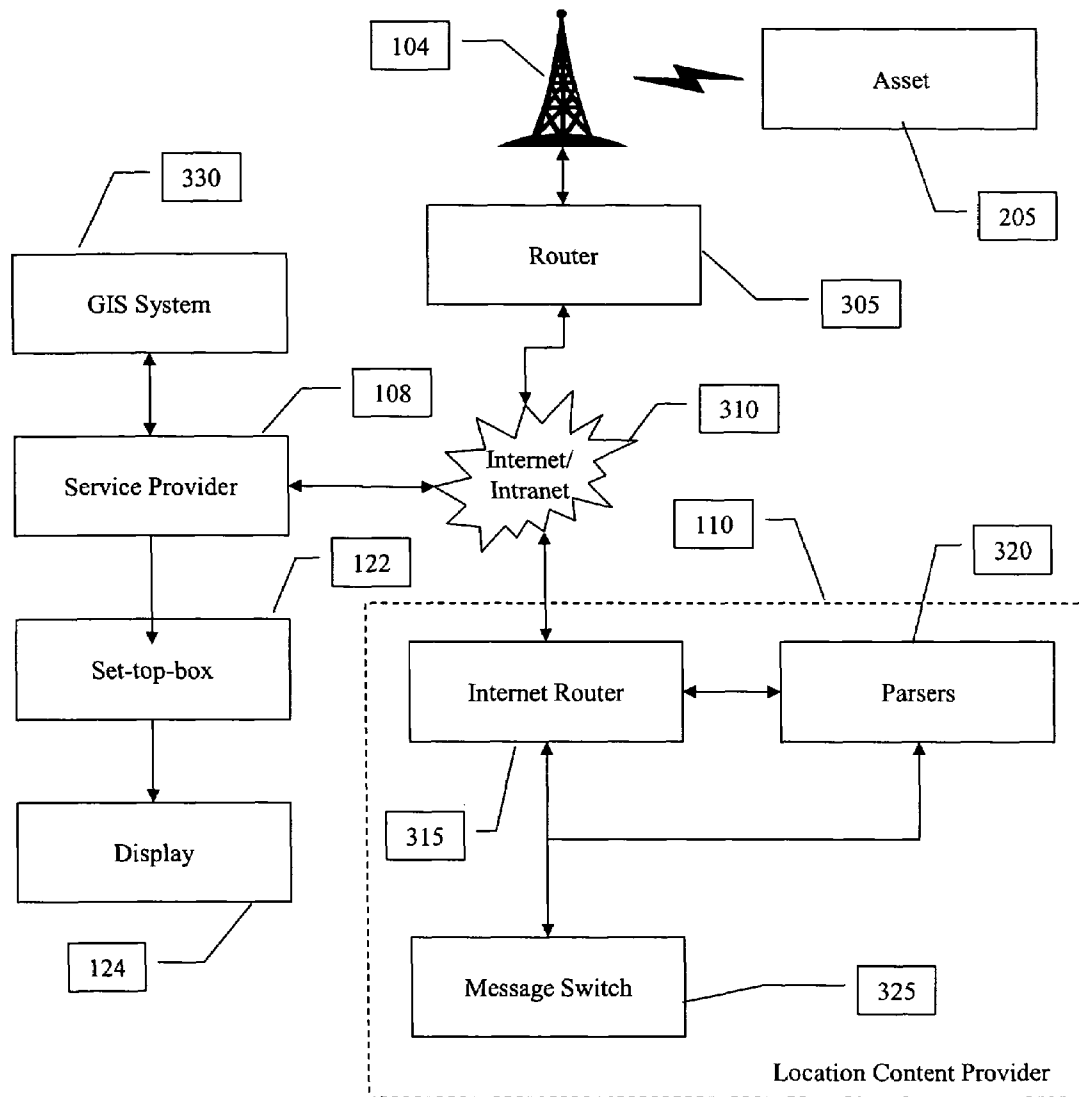 104
Asset
330
205
Router
GIS System
305
108
310
Internet/
Intranet
Service Provider
110
320
122
Set-top-box
Internet Router
Parsers
315
Display
124
Message Switch
325
Location Content Provider